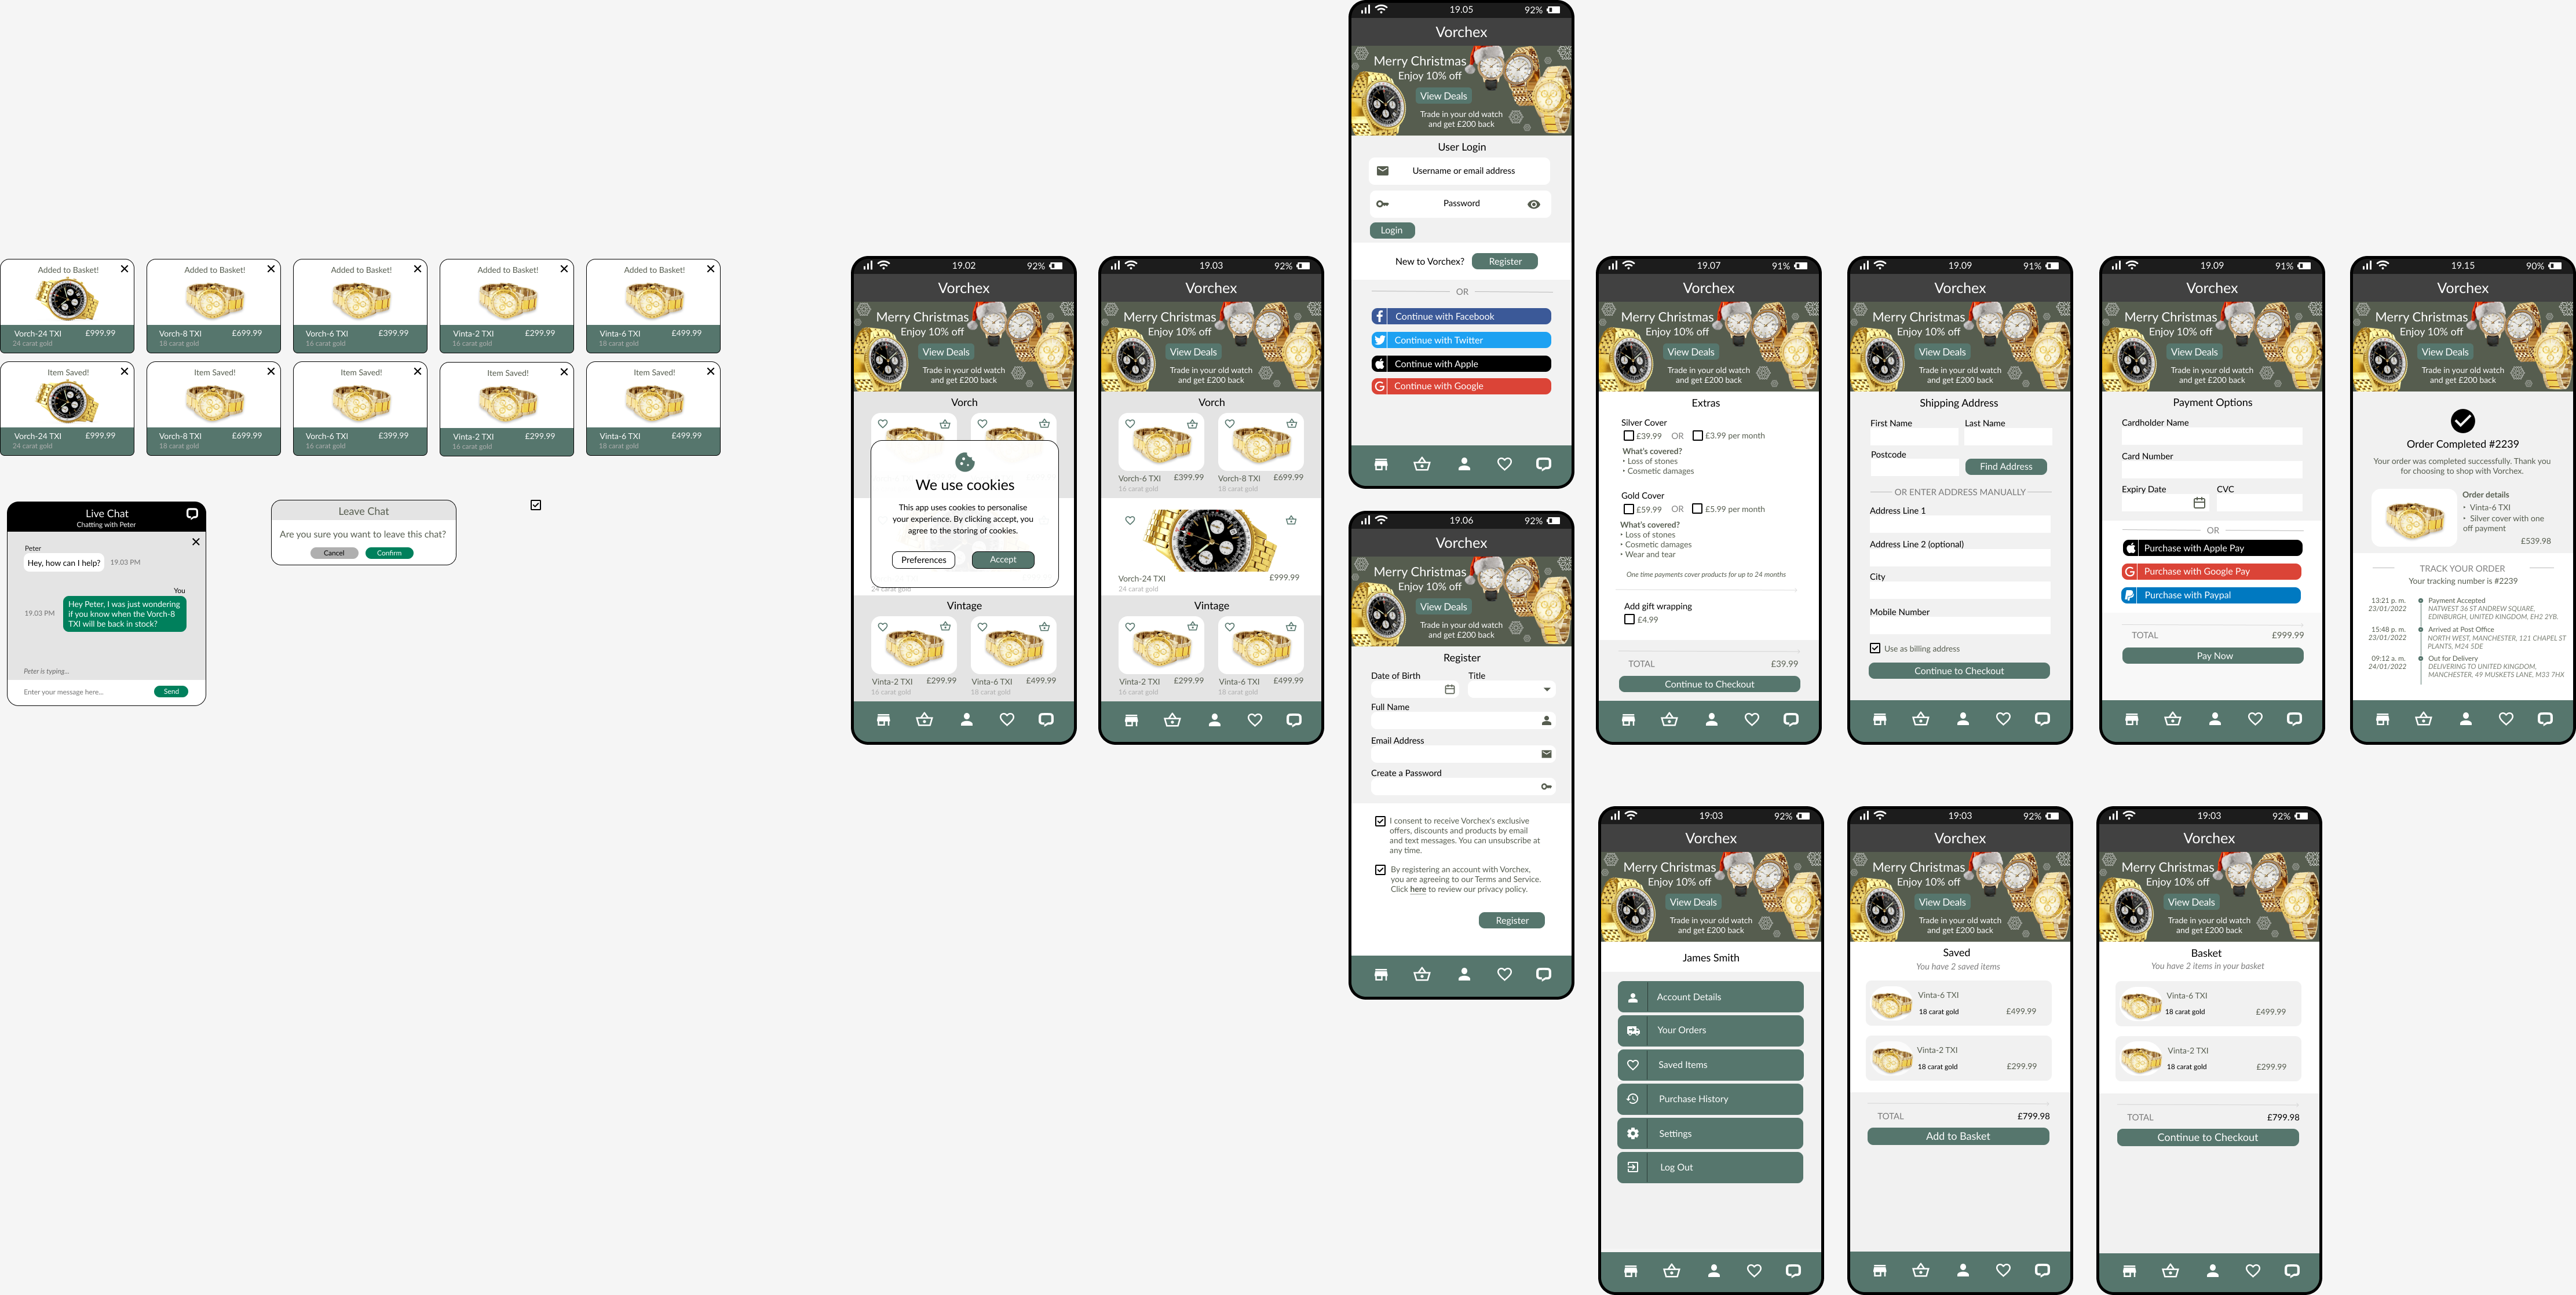 Added to Basket!
Vorch-24 TXI £999.99
24 carat gold
Added to Basket!
Vorch-8 TXI £699.99
18 carat gold
Added to Basket!
Vorch-6 TXI £399.99
16 carat gold
Added to Basket!
Vinta-2 TXI £299.99
16 carat gold
Added to Basket!
Vinta-6 TXI £499.99
18 carat gold
Item Saved!
Vorch-24 TXI £999.99
24 carat gold
Item Saved!
Vorch-8 TXI £699.99
18 carat gold
Item Saved!
Vorch-6 TXI £399.99
16 carat gold
Item Saved!
Vinta-2 TXI £299.99
16 carat gold
Item Saved!
Vinta-6 TXI £499.99
18 carat gold
Live Chat
Chatting with Peter
Peter
Hey, how can I help? 19.03 PM
You
Hey Peter, I was just wondering
19.03 PM if you know when the Vorch-8
TXI will be back in stock?
Peter is typing...
Enter your message here... Send
Leave Chat
Are you sure you want to leave this chat?
Cancel Confirm
19.02 92%
Vorchex
Merry Christmas
Enjoy 10% off
View Deals
Trade in your old watch
and get £200 back
Vorch
We use cookies
This app uses cookies to personalise
your experience. By clicking accept, you
agree to the storing of cookies.
Preferences Accept
24 carat gold
Vintage
Vinta-2 TXI £299.99 Vinta-6 TXI £499.99
16 carat gold 18 carat gold
19.03 92%
Vorchex
Merry Christmas
Enjoy 10% off
View Deals
Trade in your old watch
and get £200 back
Vorch
Vorch-6 TXI £399.99 Vorch-8 TXI £699.99
16 carat gold 18 carat gold
Vorch-24 TXI £999.99
24 carat gold
Vintage
Vinta-2 TXI £299.99 Vinta-6 TXI £499.99
16 carat gold 18 carat gold
19.05 92%
Vorchex
Merry Christmas
Enjoy 10% off
View Deals
Trade in your old watch
and get £200 back
User Login
Username or email address
Password
Login
New to Vorchex? Register
OR
Continue with Facebook
Continue with Twitter
Continue with Apple
Continue with Google
19.06 92%
Vorchex
Merry Christmas
Enjoy 10% off
View Deals
Trade in your old watch
and get £200 back
Register
Date of Birth Title
Full Name
Email Address
Create a Password
I consent to receive Vorchex's exclusive
offers, discounts and products by email
and text messages. You can unsubscribe at
any time.
By registering an account with Vorchex,
you are agreeing to our Terms and Service.
Click here to review our privacy policy.
Register
19.07 91%
Vorchex
Merry Christmas
Enjoy 10% off
View Deals
Trade in your old watch
and get £200 back
Extras
Silver Cover
£39.99 OR £3.99 per month
What's covered?
• Loss of stones
• Cosmetic damages
Gold Cover
£59.99 OR £5.99 per month
What's covered?
• Loss of stones
• Cosmetic damages
• Wear and tear
One time payments cover products for up to 24 months
Add gift wrapping
£4.99
TOTAL £39.99
Continue to Checkout
19.09 91%
Vorchex
Merry Christmas
Enjoy 10% off
View Deals
Trade in your old watch
and get £200 back
Shipping Address
First Name Last Name
Postcode
Find Address
OR ENTER ADDRESS MANUALLY
Address Line 1
Address Line 2 (optional)
City
Mobile Number
Use as billing address
Continue to Checkout
19.09 91%
Vorchex
Merry Christmas
Enjoy 10% off
View Deals
Trade in your old watch
and get £200 back
Payment Options
Cardholder Name
Card Number
Expiry Date CVC
OR
Purchase with Apple Pay
Purchase with Google Pay
Purchase with Paypal
TOTAL £999.99
Pay Now
19.15 90%
Vorchex
Merry Christmas
Enjoy 10% off
View Deals
Trade in your old watch
and get £200 back
Order Completed #2239
Your order was completed successfully. Thank you
for choosing to shop with Vorchex.
Order details
• Vinta-6 TXI
• Silver cover with one
off payment
£539.98
TRACK YOUR ORDER
Your tracking number is #2239
13:21 p. m. Payment Accepted
23/01/2022 NATWEST 36 ST ANDREW SQUARE,
EDINBURGH, UNITED KINGDOM, EH2 2YB.
15:48 p. m. Arrived at Post Office
23/01/2022 NORTH WEST, MANCHESTER, 121 CHAPEL ST
PLANTS, M24 5DE
09:12 a. m. Out for Delivery
24/01/2022 DELIVERING TO UNITED KINGDOM,
MANCHESTER, 49 MUSKETS LANE, M33 7HX
19:03 92%
Vorchex
Merry Christmas
Enjoy 10% off
View Deals
Trade in your old watch
and get £200 back
James Smith
Account Details
Your Orders
Saved Items
Purchase History
Settings
Log Out
19:03 92%
Vorchex
Merry Christmas
Enjoy 10% off
View Deals
Trade in your old watch
and get £200 back
Saved
You have 2 saved items
Vinta-6 TXI
18 carat gold £499.99
Vinta-2 TXI
18 carat gold £299.99
TOTAL £799.98
Add to Basket
19:03 92%
Vorchex
Merry Christmas
Enjoy 10% off
View Deals
Trade in your old watch
and get £200 back
Basket
You have 2 items in your basket
Vinta-6 TXI
18 carat gold £499.99
Vinta-2 TXI
18 carat gold £299.99
TOTAL £799.98
Continue to Checkout